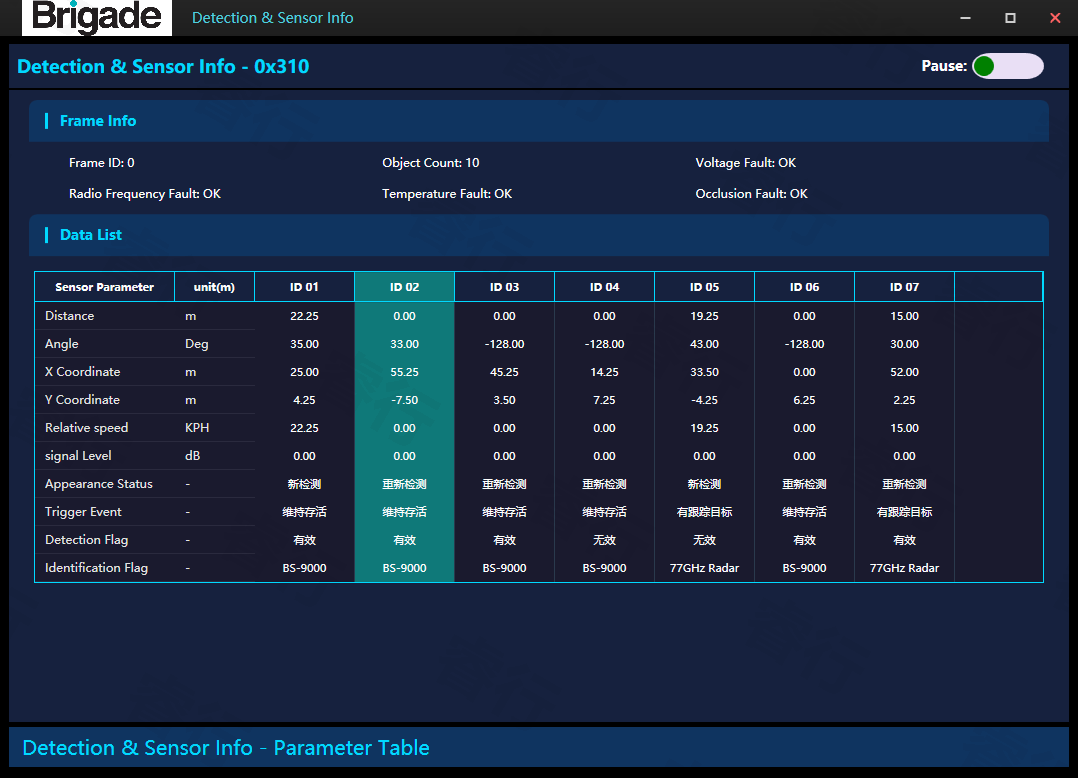 Brigade Detection & Sensor Info
Detection & Sensor Info - 0x310 Pause:
Frame Info
Frame ID: 0 Object Count: 10 Voltage Fault: OK
Radio Frequency Fault: OK Temperature Fault: OK Occlusion Fault: OK
Data List
Sensor Parameter unit(m) ID 01 ID 02 ID 03 ID 04 ID 05 ID 06 ID 07
Distance m 22.25 0.00 0.00 0.00 19.25 0.00 15.00
Angle Deg 35.00 33.00 -128.00 -128.00 43.00 -128.00 30.00
X Coordinate m 25.00 55.25 45.25 14.25 33.50 0.00 52.00
Y Coordinate m 4.25 -7.50 3.50 7.25 -4.25 6.25 2.25
Relative speed KPH 22.25 0.00 0.00 0.00 19.25 0.00 15.00
signal Level dB 0.00 0.00 0.00 0.00 0.00 0.00 0.00
Appearance Status - 新检测 重新检测 重新检测 重新检测 新检测 重新检测 重新检测
Trigger Event - 维持存活 维持存活 维持存活 维持存活 有跟踪目标 维持存活 有跟踪目标
Detection Flag - 有效 有效 有效 无效 无效 有效 有效
Identification Flag - BS-9000 BS-9000 BS-9000 BS-9000 77GHz Radar BS-9000 77GHz Radar
Detection & Sensor Info - Parameter Table